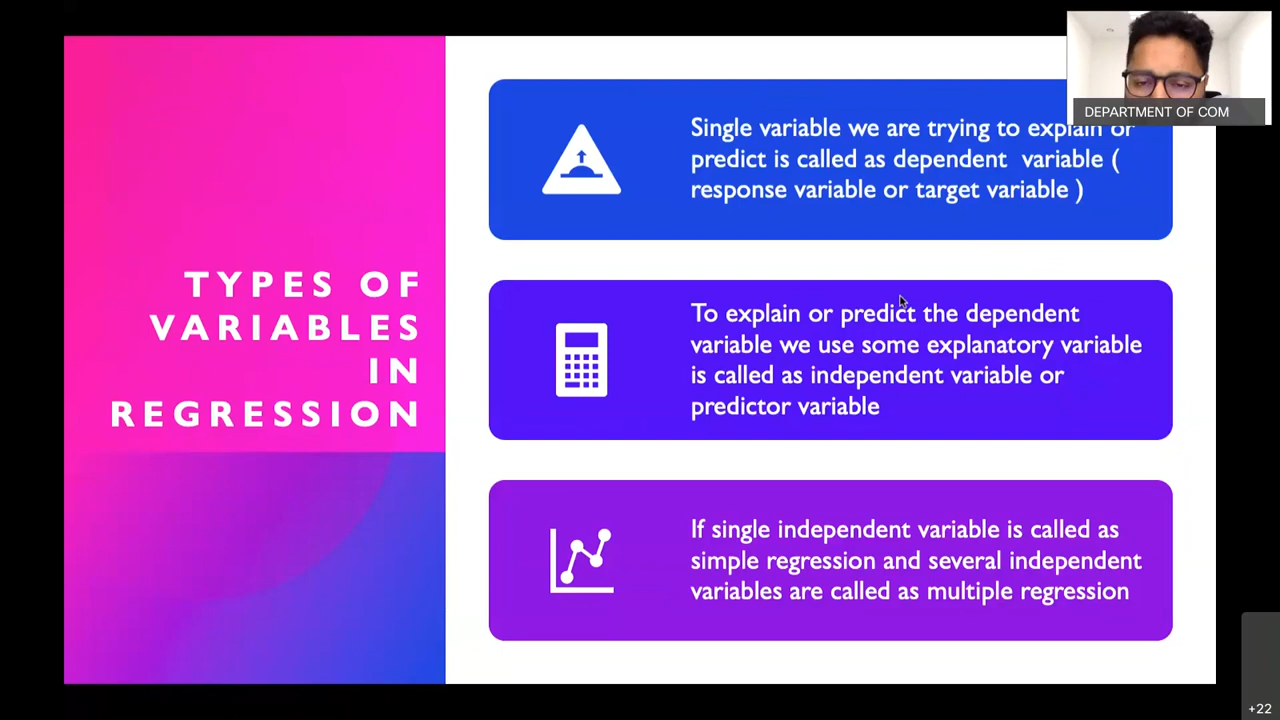 TYPES OF
VARIABLES
IN
REGRESSION
Single variable we are trying to explain or
predict is called as dependent variable (
response variable or target variable )
To explain or predict the dependent
variable we use some explanatory variable
is called as independent variable or
predictor variable
If single independent variable is called as
simple regression and several independent
variables are called as multiple regression
DEPARTMENT OF COM
+22